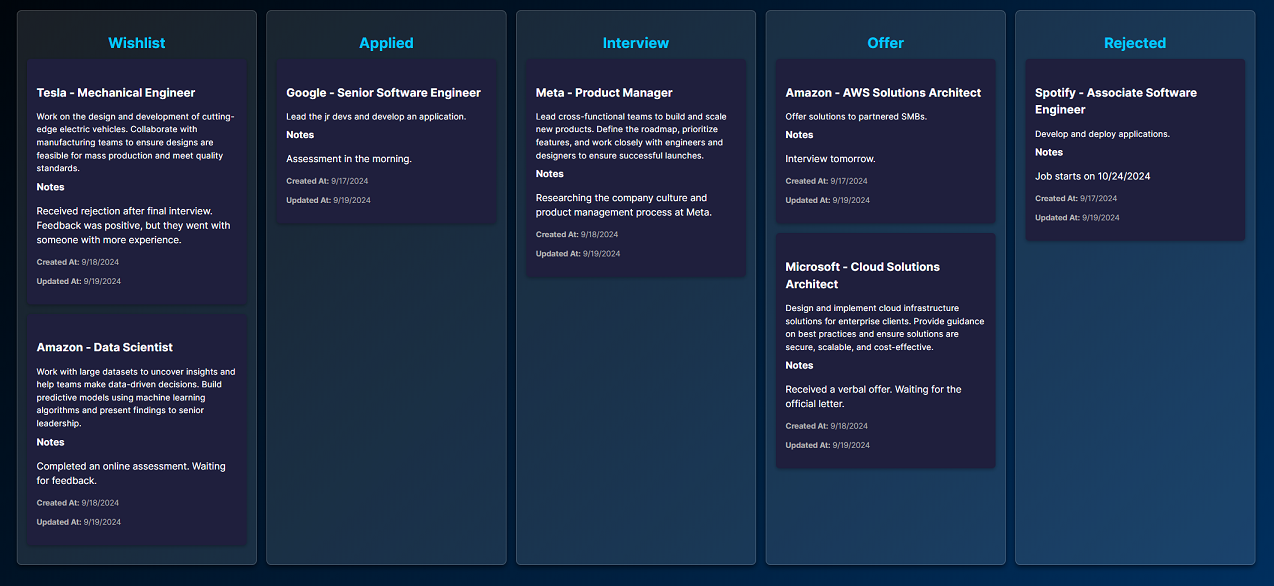 Wishlist
Tesla - Mechanical Engineer
Work on the design and development of cutting-
edge electric vehicles. Collaborate with
manufacturing teams to ensure designs are
feasible for mass production and meet quality
standards.
Notes
Received rejection after final interview.
Feedback was positive, but they went with
someone with more experience.
Created At: 9/18/2024
Updated At: 9/19/2024
Amazon - Data Scientist
Work with large datasets to uncover insights and
help teams make data-driven decisions. Build
predictive models using machine learning
algorithms and present findings to senior
leadership.
Notes
Completed an online assessment. Waiting
for feedback.
Created At: 9/18/2024
Updated At: 9/19/2024
Applied
Google - Senior Software Engineer
Lead the jr devs and develop an application.
Notes
Assessment in the morning.
Created At: 9/17/2024
Updated At: 9/19/2024
Interview
Meta - Product Manager
Lead cross-functional teams to build and scale
new products. Define the roadmap, prioritize
features, and work closely with engineers and
designers to ensure successful launches.
Notes
Researching the company culture and
product management process at Meta.
Created At: 9/18/2024
Updated At: 9/19/2024
Offer
Amazon - AWS Solutions Architect
Offer solutions to partnered SMBs.
Notes
Interview tomorrow.
Created At: 9/17/2024
Updated At: 9/19/2024
Microsoft - Cloud Solutions
Architect
Design and implement cloud infrastructure
solutions for enterprise clients. Provide guidance
on best practices and ensure solutions are
secure, scalable, and cost-effective.
Notes
Received a verbal offer. Waiting for the
official letter.
Created At: 9/18/2024
Updated At: 9/19/2024
Rejected
Spotify - Associate Software
Engineer
Develop and deploy applications.
Notes
Job starts on 10/24/2024
Created At: 9/17/2024
Updated At: 9/19/2024